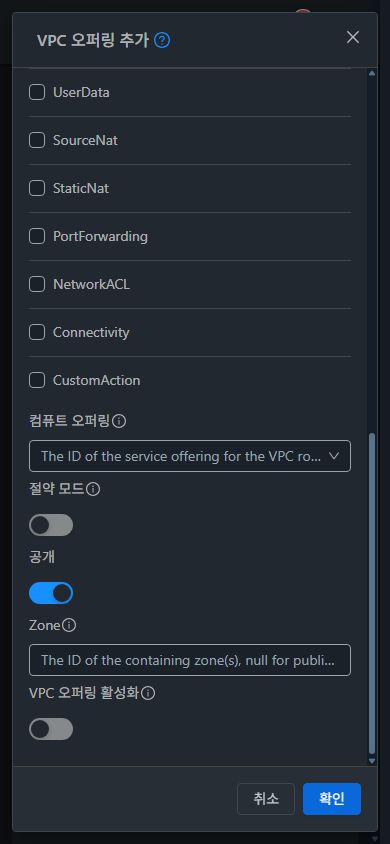 VPC 오퍼링 추가
UserData
SourceNat
StaticNat
PortForwarding
NetworkACL
Connectivity
CustomAction
컴퓨트 오퍼링
The ID of the service offering for the VPC ro...
절약 모드
공개
Zone
The ID of the containing zone(s), null for publi...
VPC 오퍼링 활성화
취소 확인